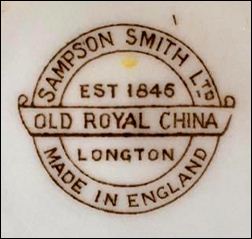 SAMPSON SMITH LTD
EST 1846
OLD ROYAL CHINA
LONGTON
MADE IN ENGLAND